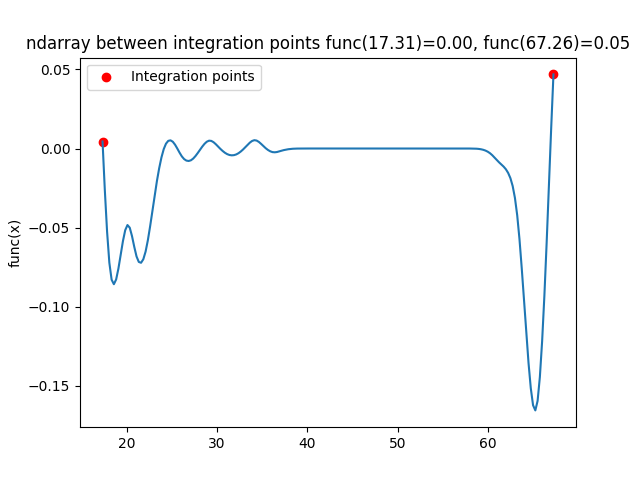 ndarray between integration points func(17.31)=0.00, func(67.26)=0.05
Integration points
0.05
0.00
−0.05
−0.10
−0.15
func(x)
20 30 40 50 60